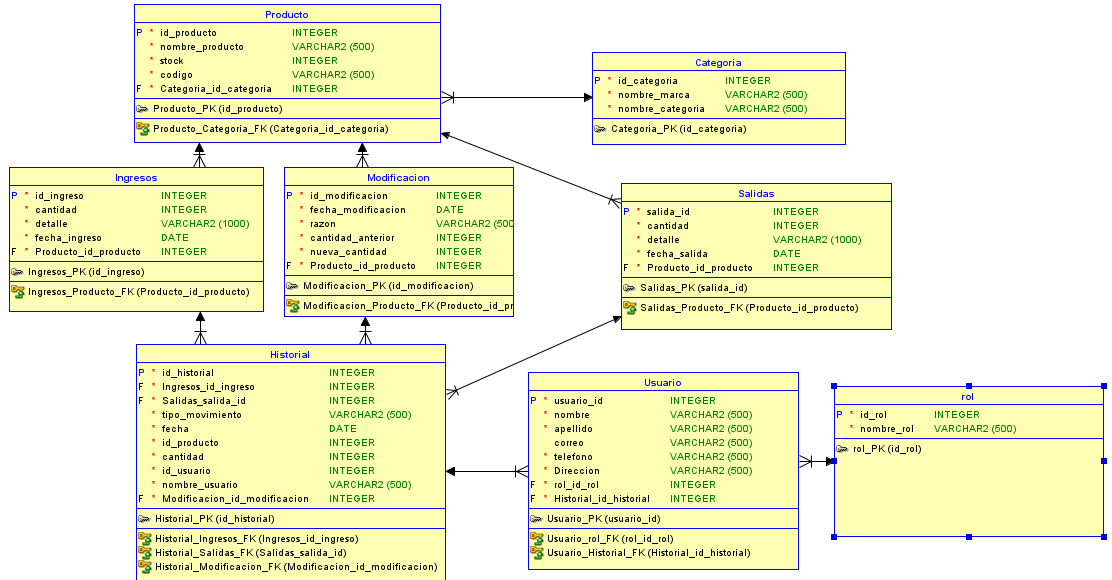 Producto
P * id_producto INTEGER
* nombre_producto VARCHAR2 (500)
* stock INTEGER
* codigo VARCHAR2 (500)
F * Categoria_id_categoria INTEGER
Producto_PK (id_producto)
Producto_Categoria_FK (Categoria_id_categoria)
Categoria
P * id_categoria INTEGER
* nombre_marca VARCHAR2 (500)
* nombre_categoria VARCHAR2 (500)
Categoria_PK (id_categoria)
Ingresos
P * id_ingreso INTEGER
* cantidad INTEGER
* detalle VARCHAR2 (1000)
* fecha_ingreso DATE
F * Producto_id_producto INTEGER
Ingresos_PK (id_ingreso)
Ingresos_Producto_FK (Producto_id_producto)
Modificacion
P * id_modificacion INTEGER
* fecha_modificacion DATE
* razon VARCHAR2 (500
* cantidad_anterior INTEGER
* nueva_cantidad INTEGER
F * Producto_id_producto INTEGER
Modificacion_PK (id_modificacion)
Modificacion_Producto_FK (Producto_id_pr
Salidas
P * salida_id INTEGER
* cantidad INTEGER
* detalle VARCHAR2 (1000)
* fecha_salida DATE
F * Producto_id_producto INTEGER
Salidas_PK (salida_id)
Salidas_Producto_FK (Producto_id_producto)
Historial
P * id_historial INTEGER
F * Ingresos_id_ingreso INTEGER
F * Salidas_salida_id INTEGER
* tipo_movimiento VARCHAR2 (500)
* fecha DATE
* id_producto INTEGER
* cantidad INTEGER
* id_usuario INTEGER
* nombre_usuario VARCHAR2 (500)
F * Modificacion_id_modificacion INTEGER
Historial_PK (id_historial)
Historial_Ingresos_FK (Ingresos_id_ingreso)
Historial_Salidas_FK (Salidas_salida_id)
Historial_Modificacion_FK (Modificacion_id_modificacion)
Usuario
P * usuario_id INTEGER
* nombre VARCHAR2 (500)
* apellido VARCHAR2 (500)
correo VARCHAR2 (500)
* telefono VARCHAR2 (500)
* Direccion VARCHAR2 (500)
F * rol_id_rol INTEGER
F * Historial_id_historial INTEGER
Usuario_PK (usuario_id)
Usuario_rol_FK (rol_id_rol)
Usuario_Historial_FK (Historial_id_historial)
rol
P * id_rol INTEGER
* nombre_rol VARCHAR2 (500)
rol_PK (id_rol)